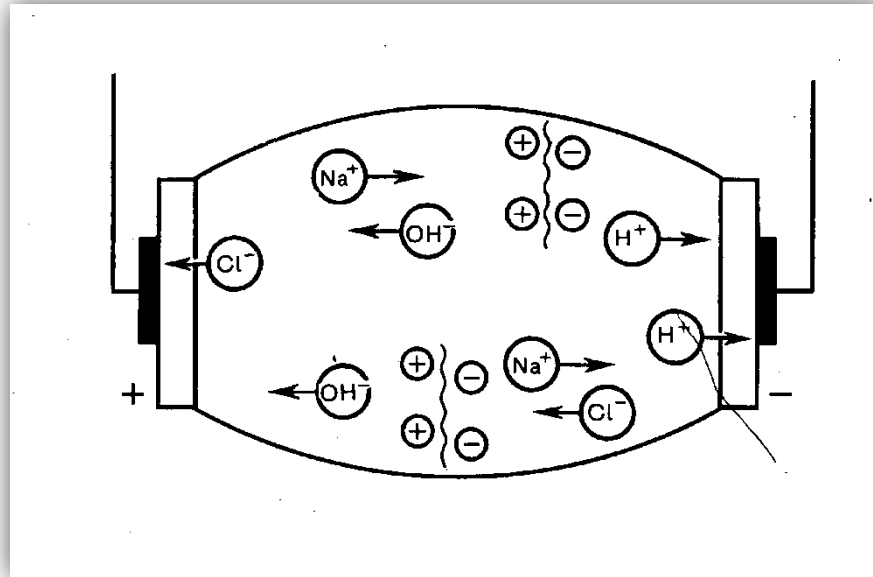 + −
Na⁺ + −
OH⁻ + − H⁺
Cl⁻
H⁺
+ − Na⁺
+ OH⁻ Cl⁻ −
+ −